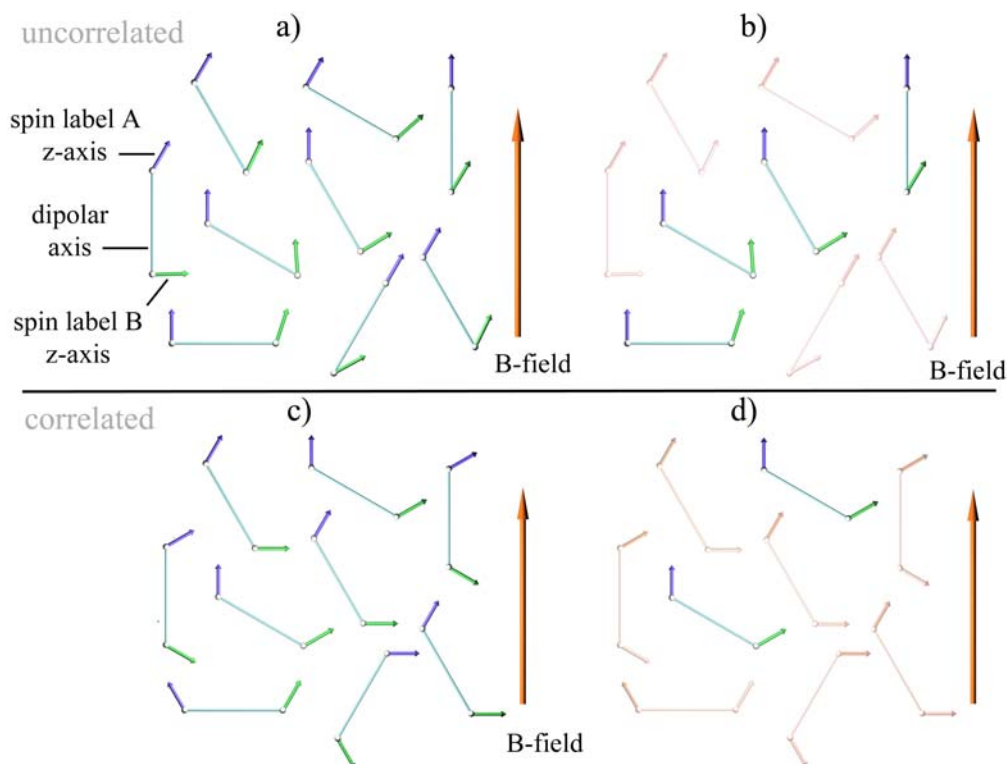 uncorrelated
a)
b)
spin label A
z-axis
dipolar
axis
spin label B
z-axis
B-field
B-field
correlated
c)
d)
B-field